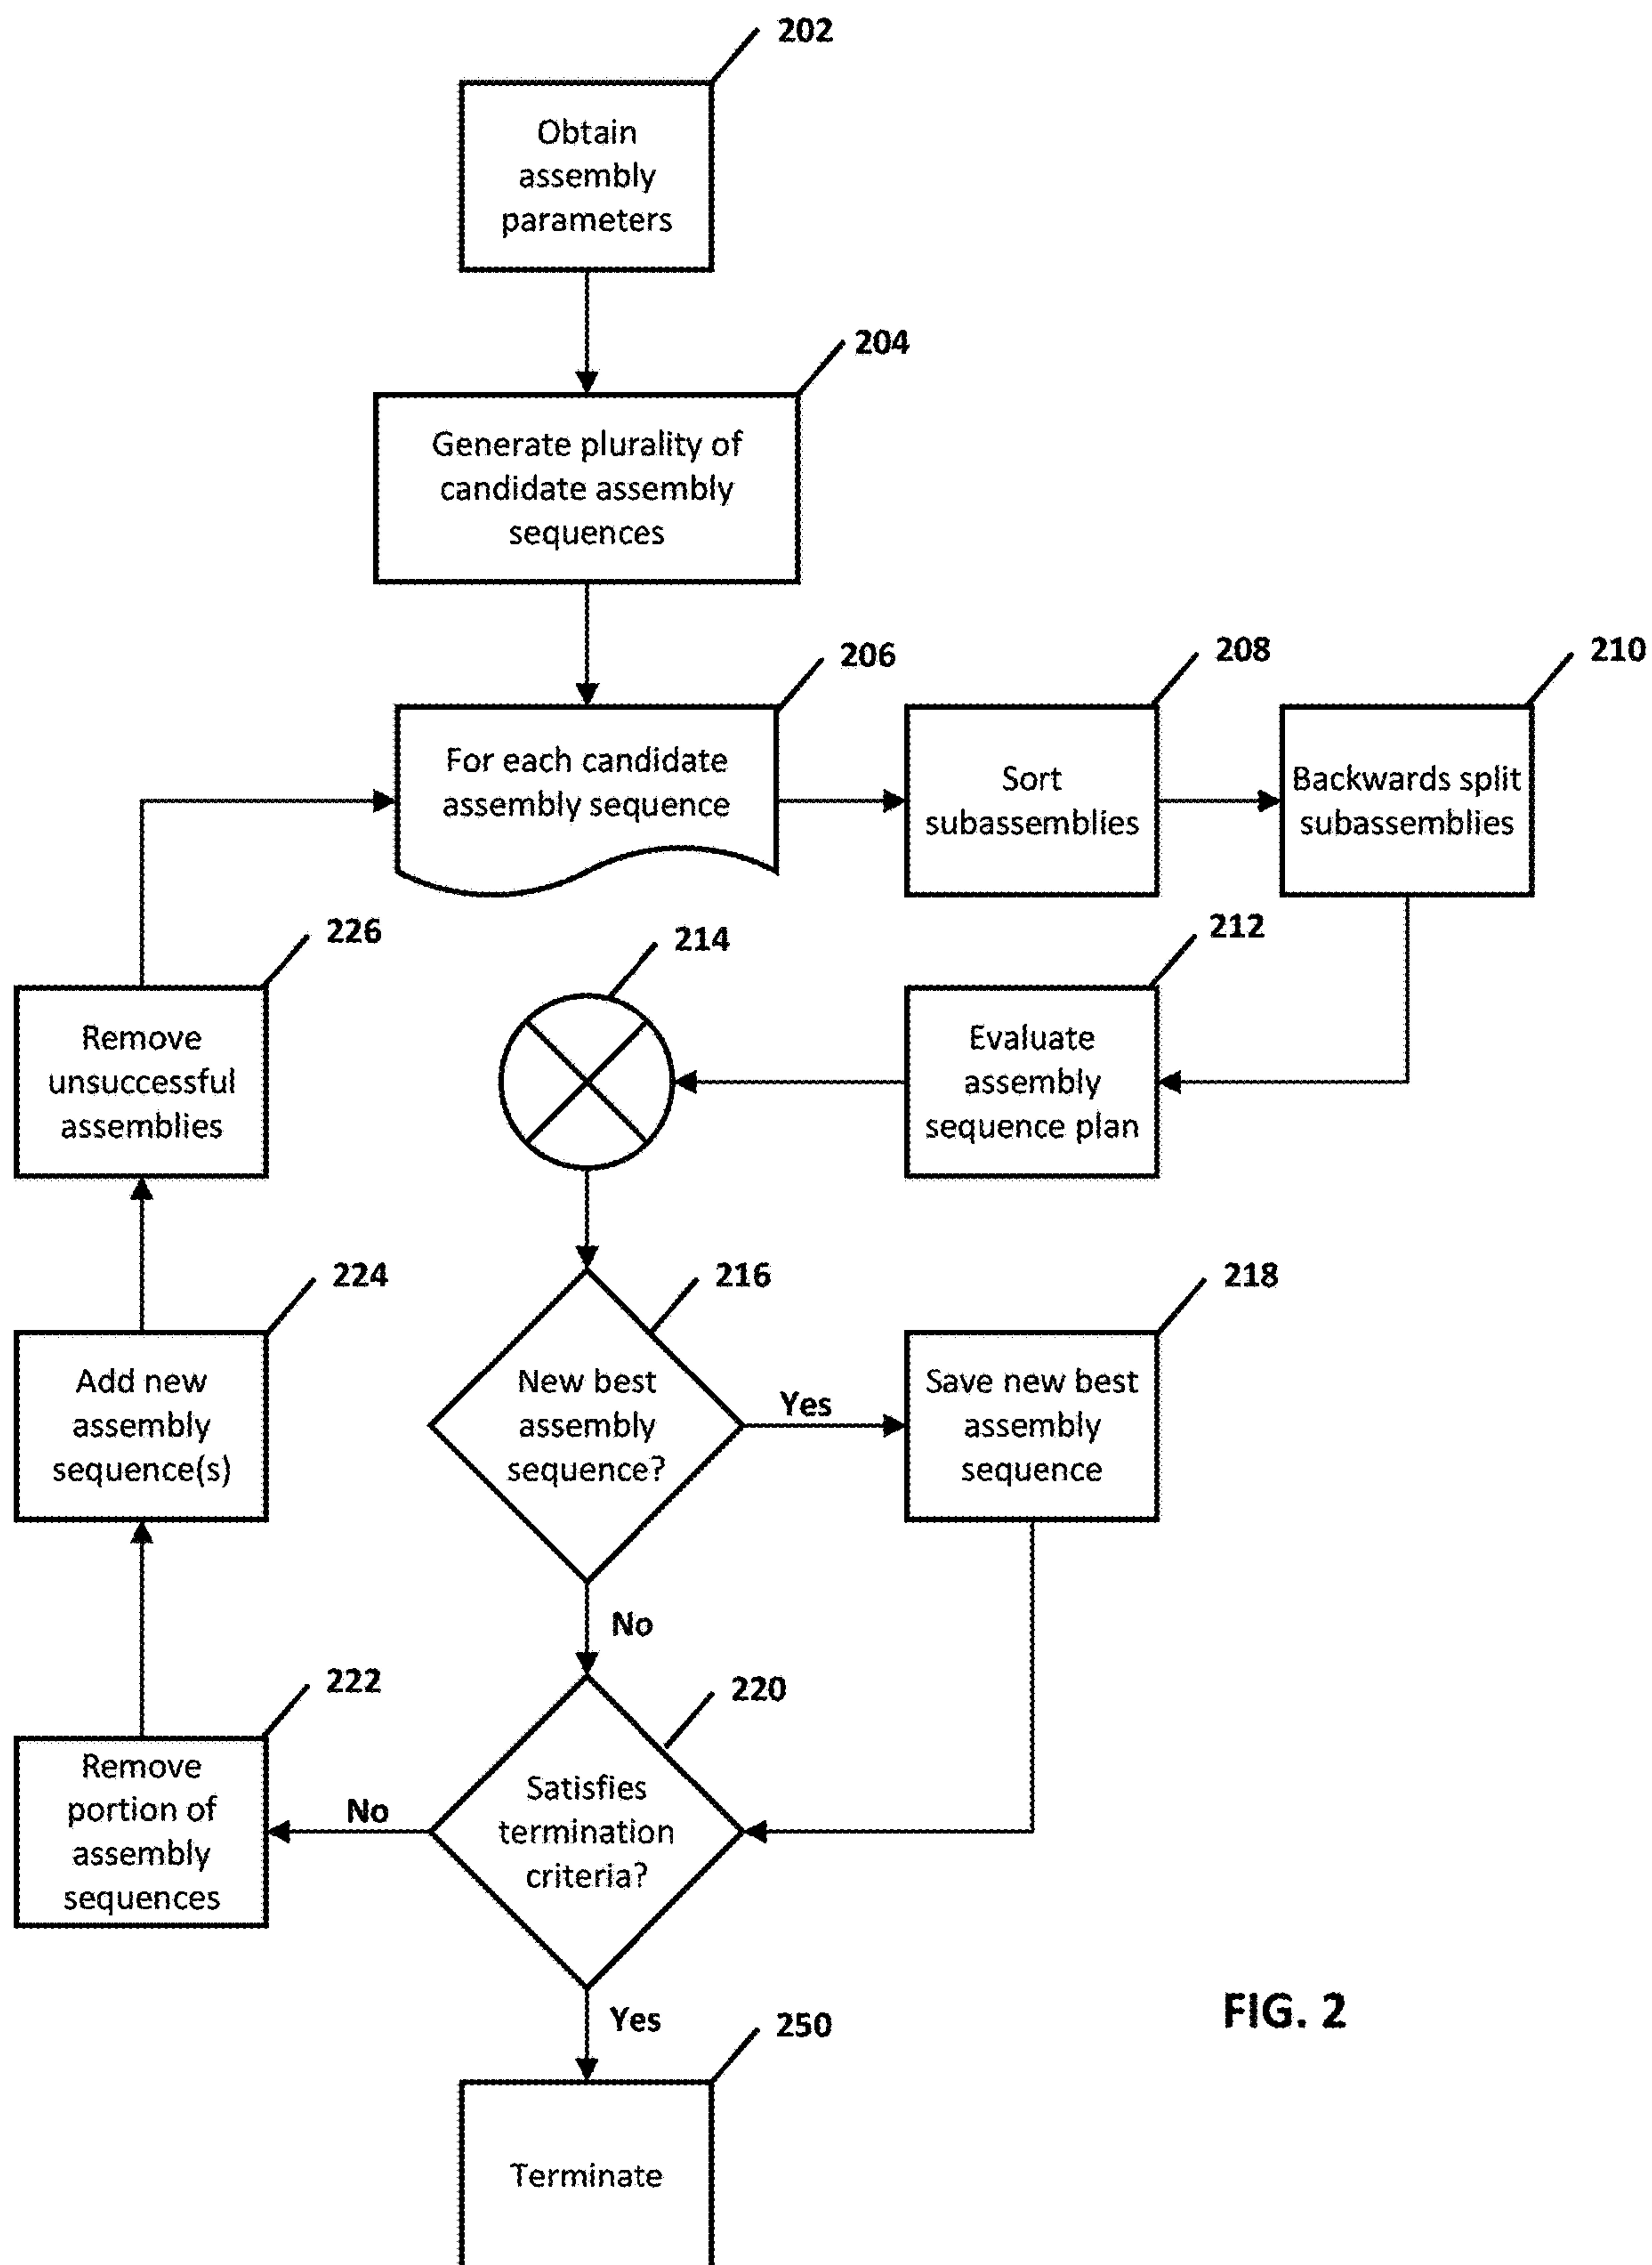 202
Obtain
assembly
parameters
204
Generate plurality of
candidate assembly
sequences
206
For each candidate
assembly sequence
208
Sort
subassemblies
210
Backwards split
subassemblies
226
Remove
unsuccessful
assemblies
214
212
Evaluate
assembly
sequence plan
224
Add new
assembly
sequence(s)
216
New best
assembly
sequence?
Yes
218
Save new best
assembly
sequence
No
222
Remove
portion of
assembly
sequences
No
220
Satisfies
termination
criteria?
Yes
250
Terminate
FIG. 2